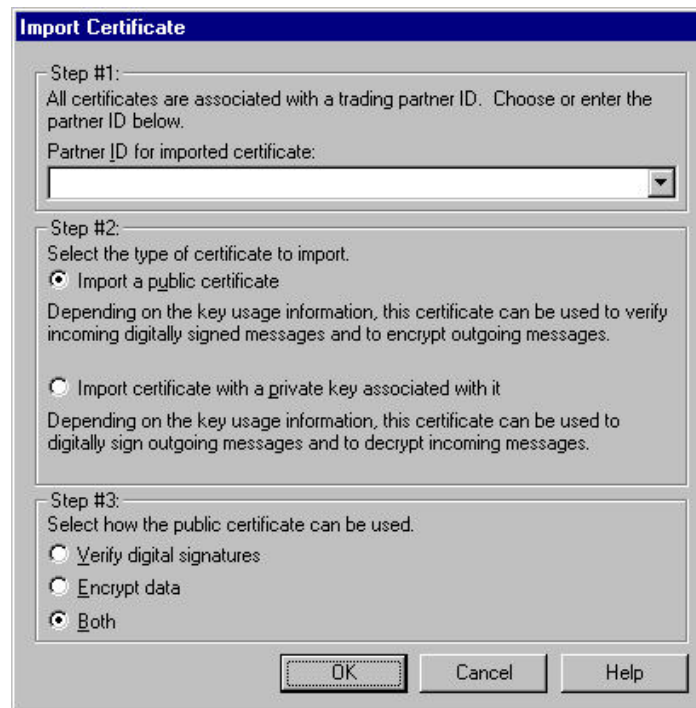 Import Certificate
Step #1:
All certificates are associated with a trading partner ID.  Choose or enter the
partner ID below.
Partner ID for imported certificate:
Step #2:
Select the type of certificate to import.
Import a public certificate
Depending on the key usage information, this certificate can be used to verify
incoming digitally signed messages and to encrypt outgoing messages.
Import certificate with a private key associated with it
Depending on the key usage information, this certificate can be used to
digitally sign outgoing messages and to decrypt incoming messages.
Step #3:
Select how the public certificate can be used.
Verify digital signatures
Encrypt data
Both
OK Cancel Help